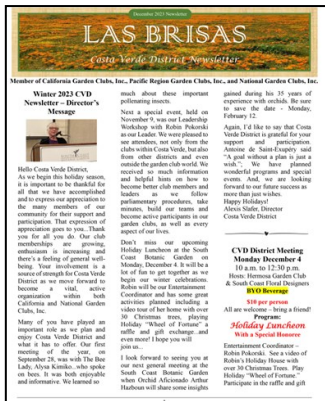 December 2023 Newsletter
LAS BRISAS
Costa Verde District Newsletter
Member of California Garden Clubs, Inc., Pacific Region Garden Clubs, Inc., and National Garden Clubs, Inc.
Winter 2023 CVD
Newsletter – Director's
Message
Hello Costa Verde District,
As we begin this holiday season,
it is important to be thankful for
all that we have accomplished
and to express our appreciation to
the many members of our
community for their support and
participation. That expression of
appreciation goes to...Thank
you for all you do. Our club
memberships are growing,
enthusiasm is increasing and
there's a feeling of general well-
being. Your involvement is a
source of strength for Costa Verde
District as we move forward to
become a vital, active
organization within both
California and National Garden
Clubs, Inc.
Many of you have played an
important role as we plan and
enjoy Costa Verde District and
what it has to offer. Our first
meeting of the year, on
September 28, was with The Bee
Lady, Alysia Kimiko...who spoke
on bees. It was both enjoyable
and informative. We learned so
much about these important
pollenating insects.
Next a special event, held on
November 9, was our Leadership
Workshop with Robin Pokorski
as our Leader. We were pleased to
see attendees, not only from the
clubs within Costa Verde, but also
from other districts and even
outside the garden club world. We
received so much information
and helpful hints on how to
become better club members and
leaders as we follow
parliamentary procedures, take
minutes, build our teams and
become active participants in our
garden clubs, as well as every
aspect of our lives.
Don't miss our upcoming
Holiday Luncheon at the South
Coast Botanic Garden on
Monday, December 4. It will be a
lot of fun to get together as we
begin our winter celebrations.
Robin will be our Entertainment
Coordinator and has some great
activities planned including a
video tour of her home with over
30 Christmas trees, playing
Holiday "Wheel of Fortune" a
raffle and gift exchange...and
even more! I hope you will
join us...
I look forward to seeing you at
our next general meeting at the
South Coast Botanic Garden
when Orchid Aficionado Arthur
Hazboun will share some insights
gained during his 35 years of
experience with orchids. Be sure
to save the date - Monday,
February 12.
Again, I'd like to say that Costa
Verde District is grateful for your
support and participation.
Antoine de Saint-Exupéry said
"A goal without a plan is just a
wish."; We have planned
wonderful programs and special
events. And, we are looking
forward to our future success as
more than just wishes.
Happy Holidays!
Alexis Slafer, Director
Costa Verde District
CVD District Meeting
Monday December 4
10 a.m. to 12:30 p.m.
Hosts: Hermosa Garden Club
& South Coast Floral Designers
BYO Beverage
$10 per person
All are welcome - bring a friend!
Program:
Holiday Luncheon
With a Special Honoree
Entertainment Coordinator –
Robin Pokorski. See a video of
Robin's Holiday House with
over 30 Christmas Trees. Play
Holiday "Wheel of Fortune."
Participate in the raffle and gift